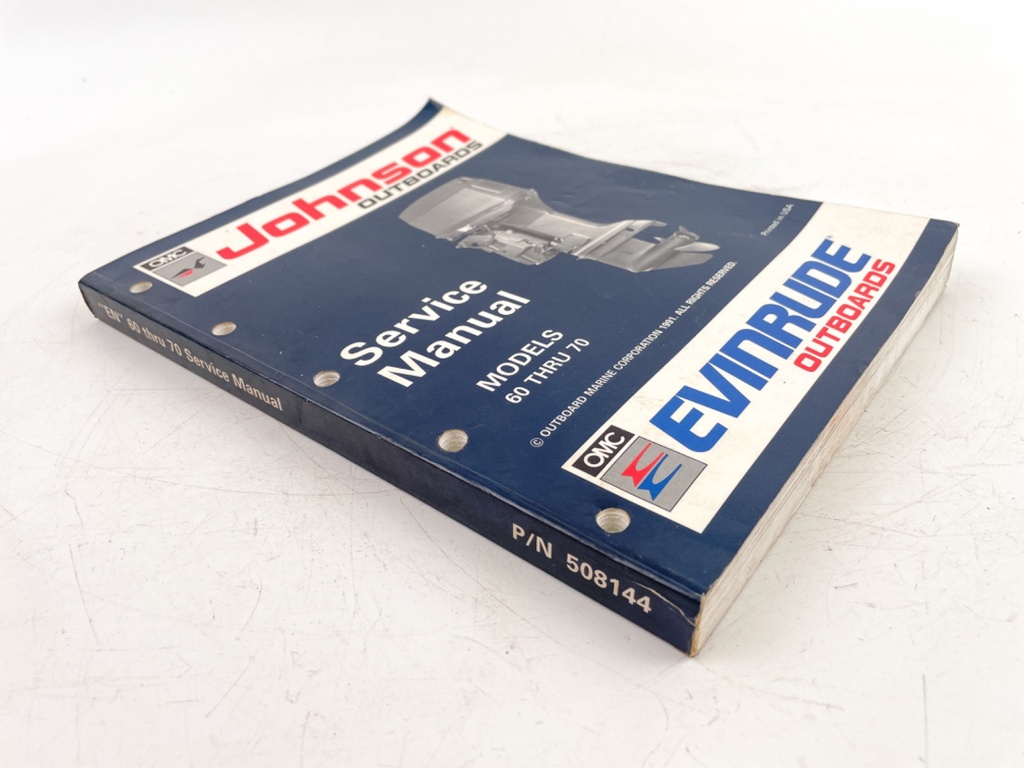 OMC
Johnson
OUTBOARDS
Service
Manual
MODELS
60 THRU 70
© OUTBOARD MARINE CORPORATION 1991. ALL RIGHTS RESERVED.
Printed in USA
OMC
EVINRUDE
OUTBOARDS
"EN" 60 thru 70 Service Manual
P/N 508144